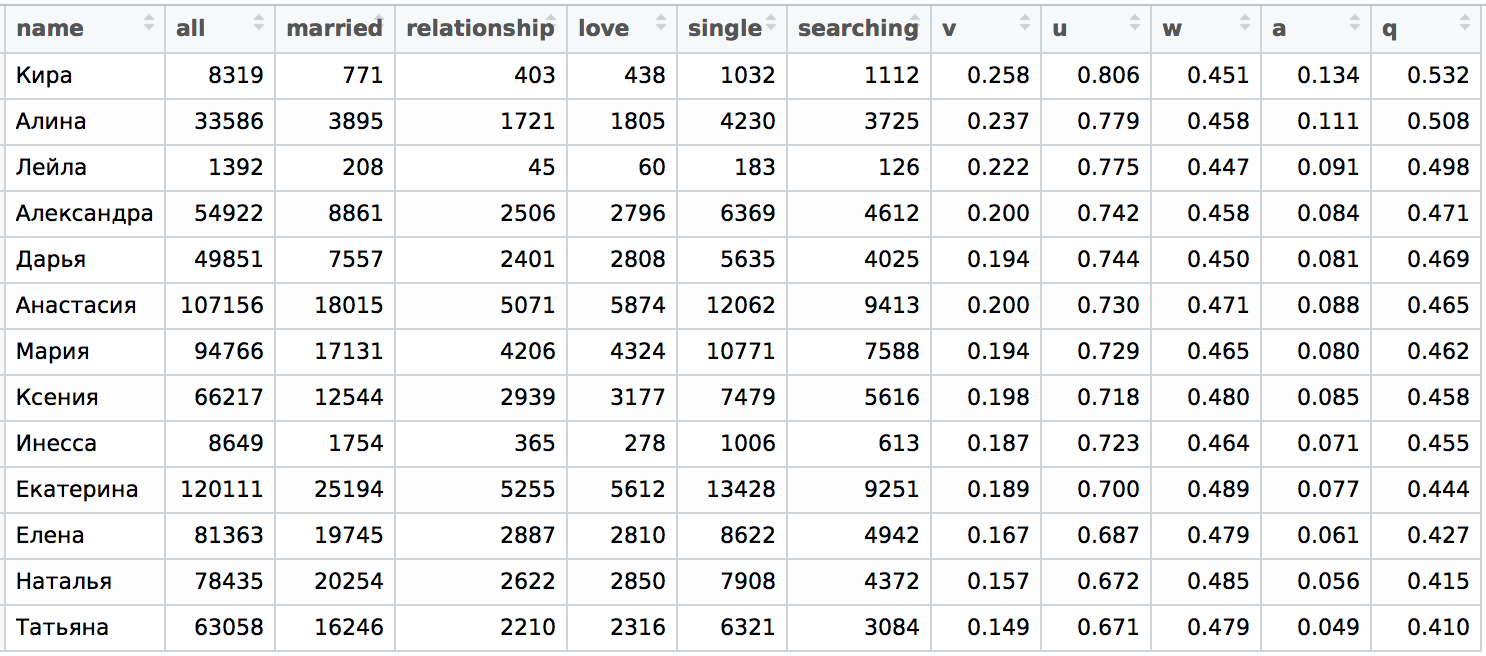 name all married relationship love single searching v u w a q
Кира 8319 771 403 438 1032 1112 0.258 0.806 0.451 0.134 0.532
Алина 33586 3895 1721 1805 4230 3725 0.237 0.779 0.458 0.111 0.508
Лейла 1392 208 45 60 183 126 0.222 0.775 0.447 0.091 0.498
Александра 54922 8861 2506 2796 6369 4612 0.200 0.742 0.458 0.084 0.471
Дарья 49851 7557 2401 2808 5635 4025 0.194 0.744 0.450 0.081 0.469
Анастасия 107156 18015 5071 5874 12062 9413 0.200 0.730 0.471 0.088 0.465
Мария 94766 17131 4206 4324 10771 7588 0.194 0.729 0.465 0.080 0.462
Ксения 66217 12544 2939 3177 7479 5616 0.198 0.718 0.480 0.085 0.458
Инесса 8649 1754 365 278 1006 613 0.187 0.723 0.464 0.071 0.455
Екатерина 120111 25194 5255 5612 13428 9251 0.189 0.700 0.489 0.077 0.444
Елена 81363 19745 2887 2810 8622 4942 0.167 0.687 0.479 0.061 0.427
Наталья 78435 20254 2622 2850 7908 4372 0.157 0.672 0.485 0.056 0.415
Татьяна 63058 16246 2210 2316 6321 3084 0.149 0.671 0.479 0.049 0.410